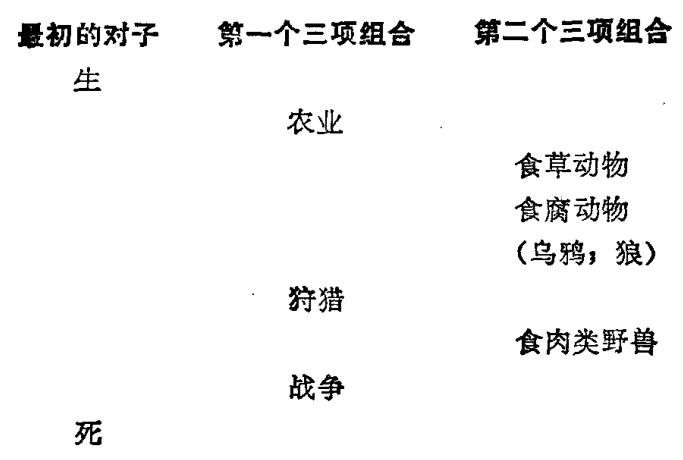 最初的对子 第一个三项组合 第二个三项组合
生
农业
食草动物
食腐动物
(乌鸦；狼)
狩猎
食肉类野兽
战争
死